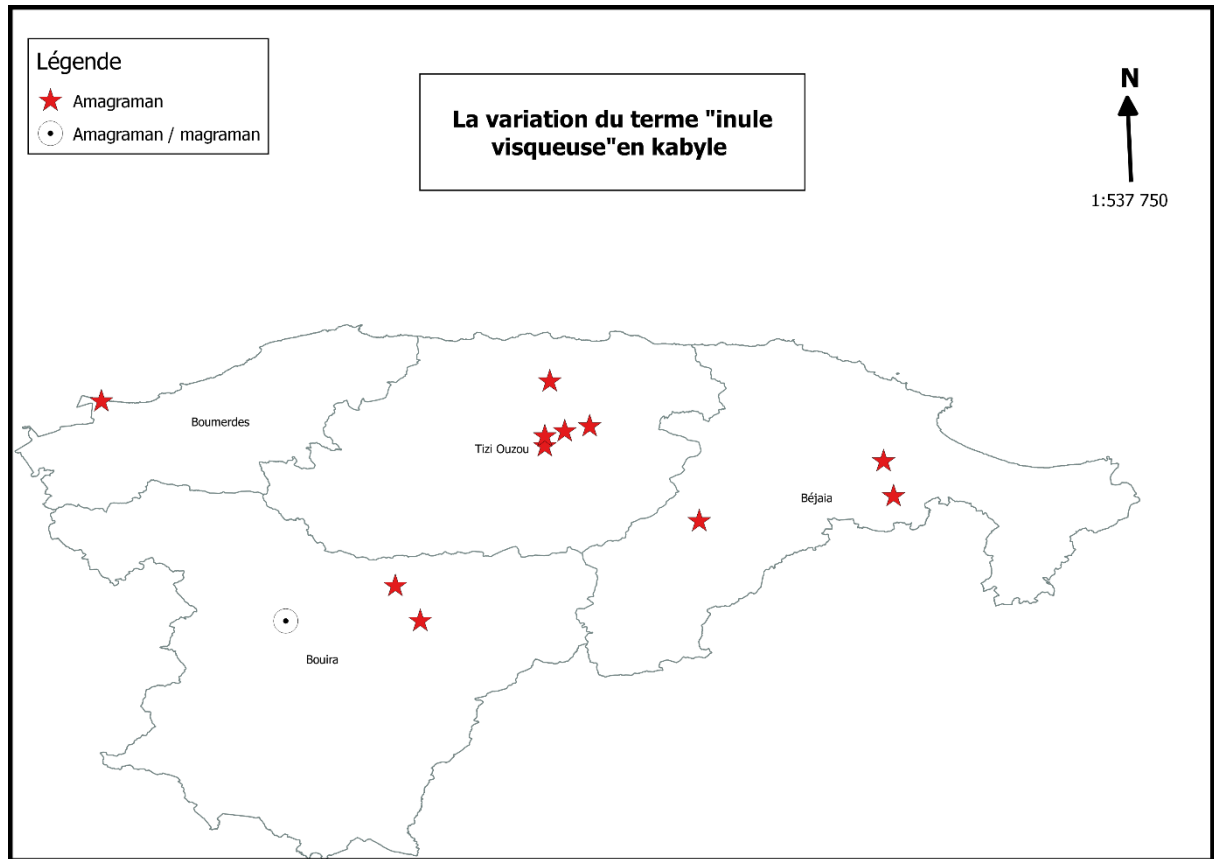 Légende
Amagraman
Amagraman / magraman
La variation du terme "inule
visqueuse"en kabyle
N
1:537 750
Boumerdes
Tizi Ouzou
Béjaia
Bouira